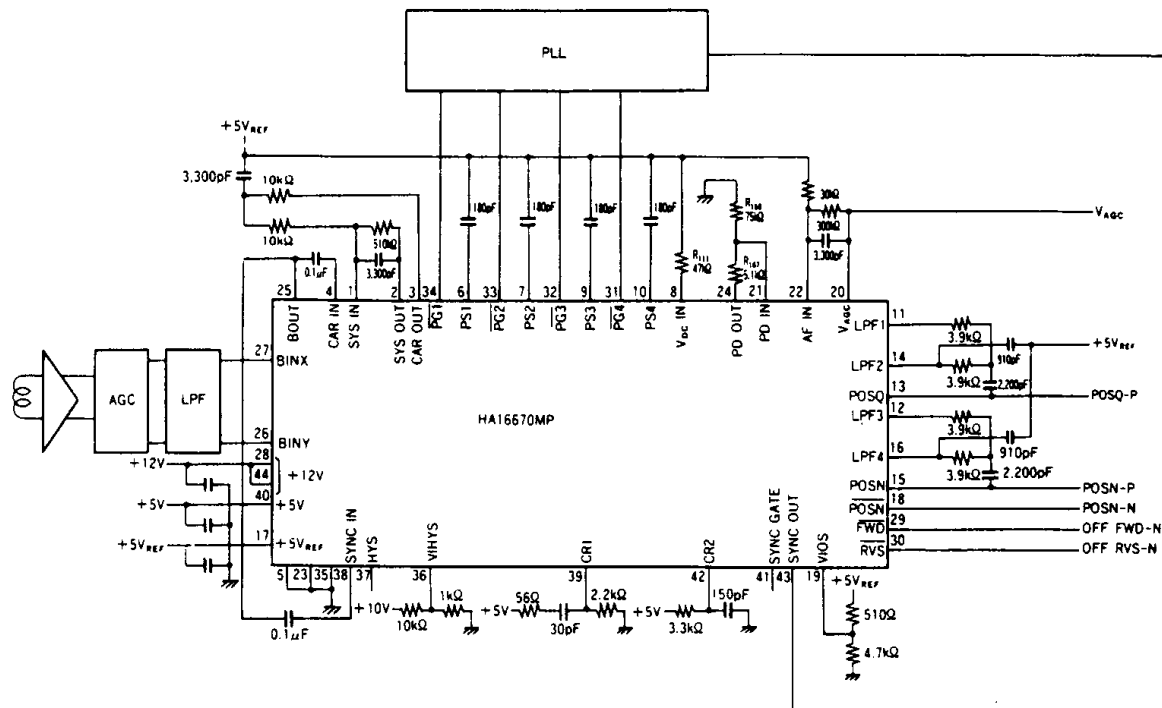 PLL
+5VREF
3,300pF
10kΩ
10kΩ
510kΩ
3,300pF
0.1μF
180pF
180pF
180pF
180pF
R111
47kΩ
75kΩ
R167
5.1kΩ
30kΩ
300kΩ
3,300pF
VAGC
25 4 1 2 3 34 6 33 7 32 9 31 10 8 24 21 22 20
BOUT
CAR IN
SYS IN
SYS OUT
CAR OUT
PG1
PS1
PG2
PS2
PG3
PS3
PG4
PS4
VDC IN
PD OUT
PD IN
AF IN
VAGC
AGC
LPF
27 BINX
26 BINY
HA16670MP
+12V
28
44
+12V
+5V
40
+5V
+5VREF
17
+5VREF
LPF1 11
3.9kΩ
910pF
+5VREF
LPF2 14
3.9kΩ
2,200pF
POSQ 13
POSQ-P
LPF3 12
3.9kΩ
910pF
LPF4 16
3.9kΩ
2,200pF
POSN 15
POSN-P
POSN 18
POSN-N
FWD 29
OFF FWD-N
RVS 30
OFF RVS-N
SYNC IN
HYS
VIHYS
CR1
CR2
SYNC GATE
SYNC OUT
VIOS
5 23 35 38 37 36 39 42 41 43 19
0.1μF
+10V
10kΩ
1kΩ
+5V
56Ω
30pF
2.2kΩ
+5V
3.3kΩ
150pF
+5VREF
510Ω
4.7kΩ